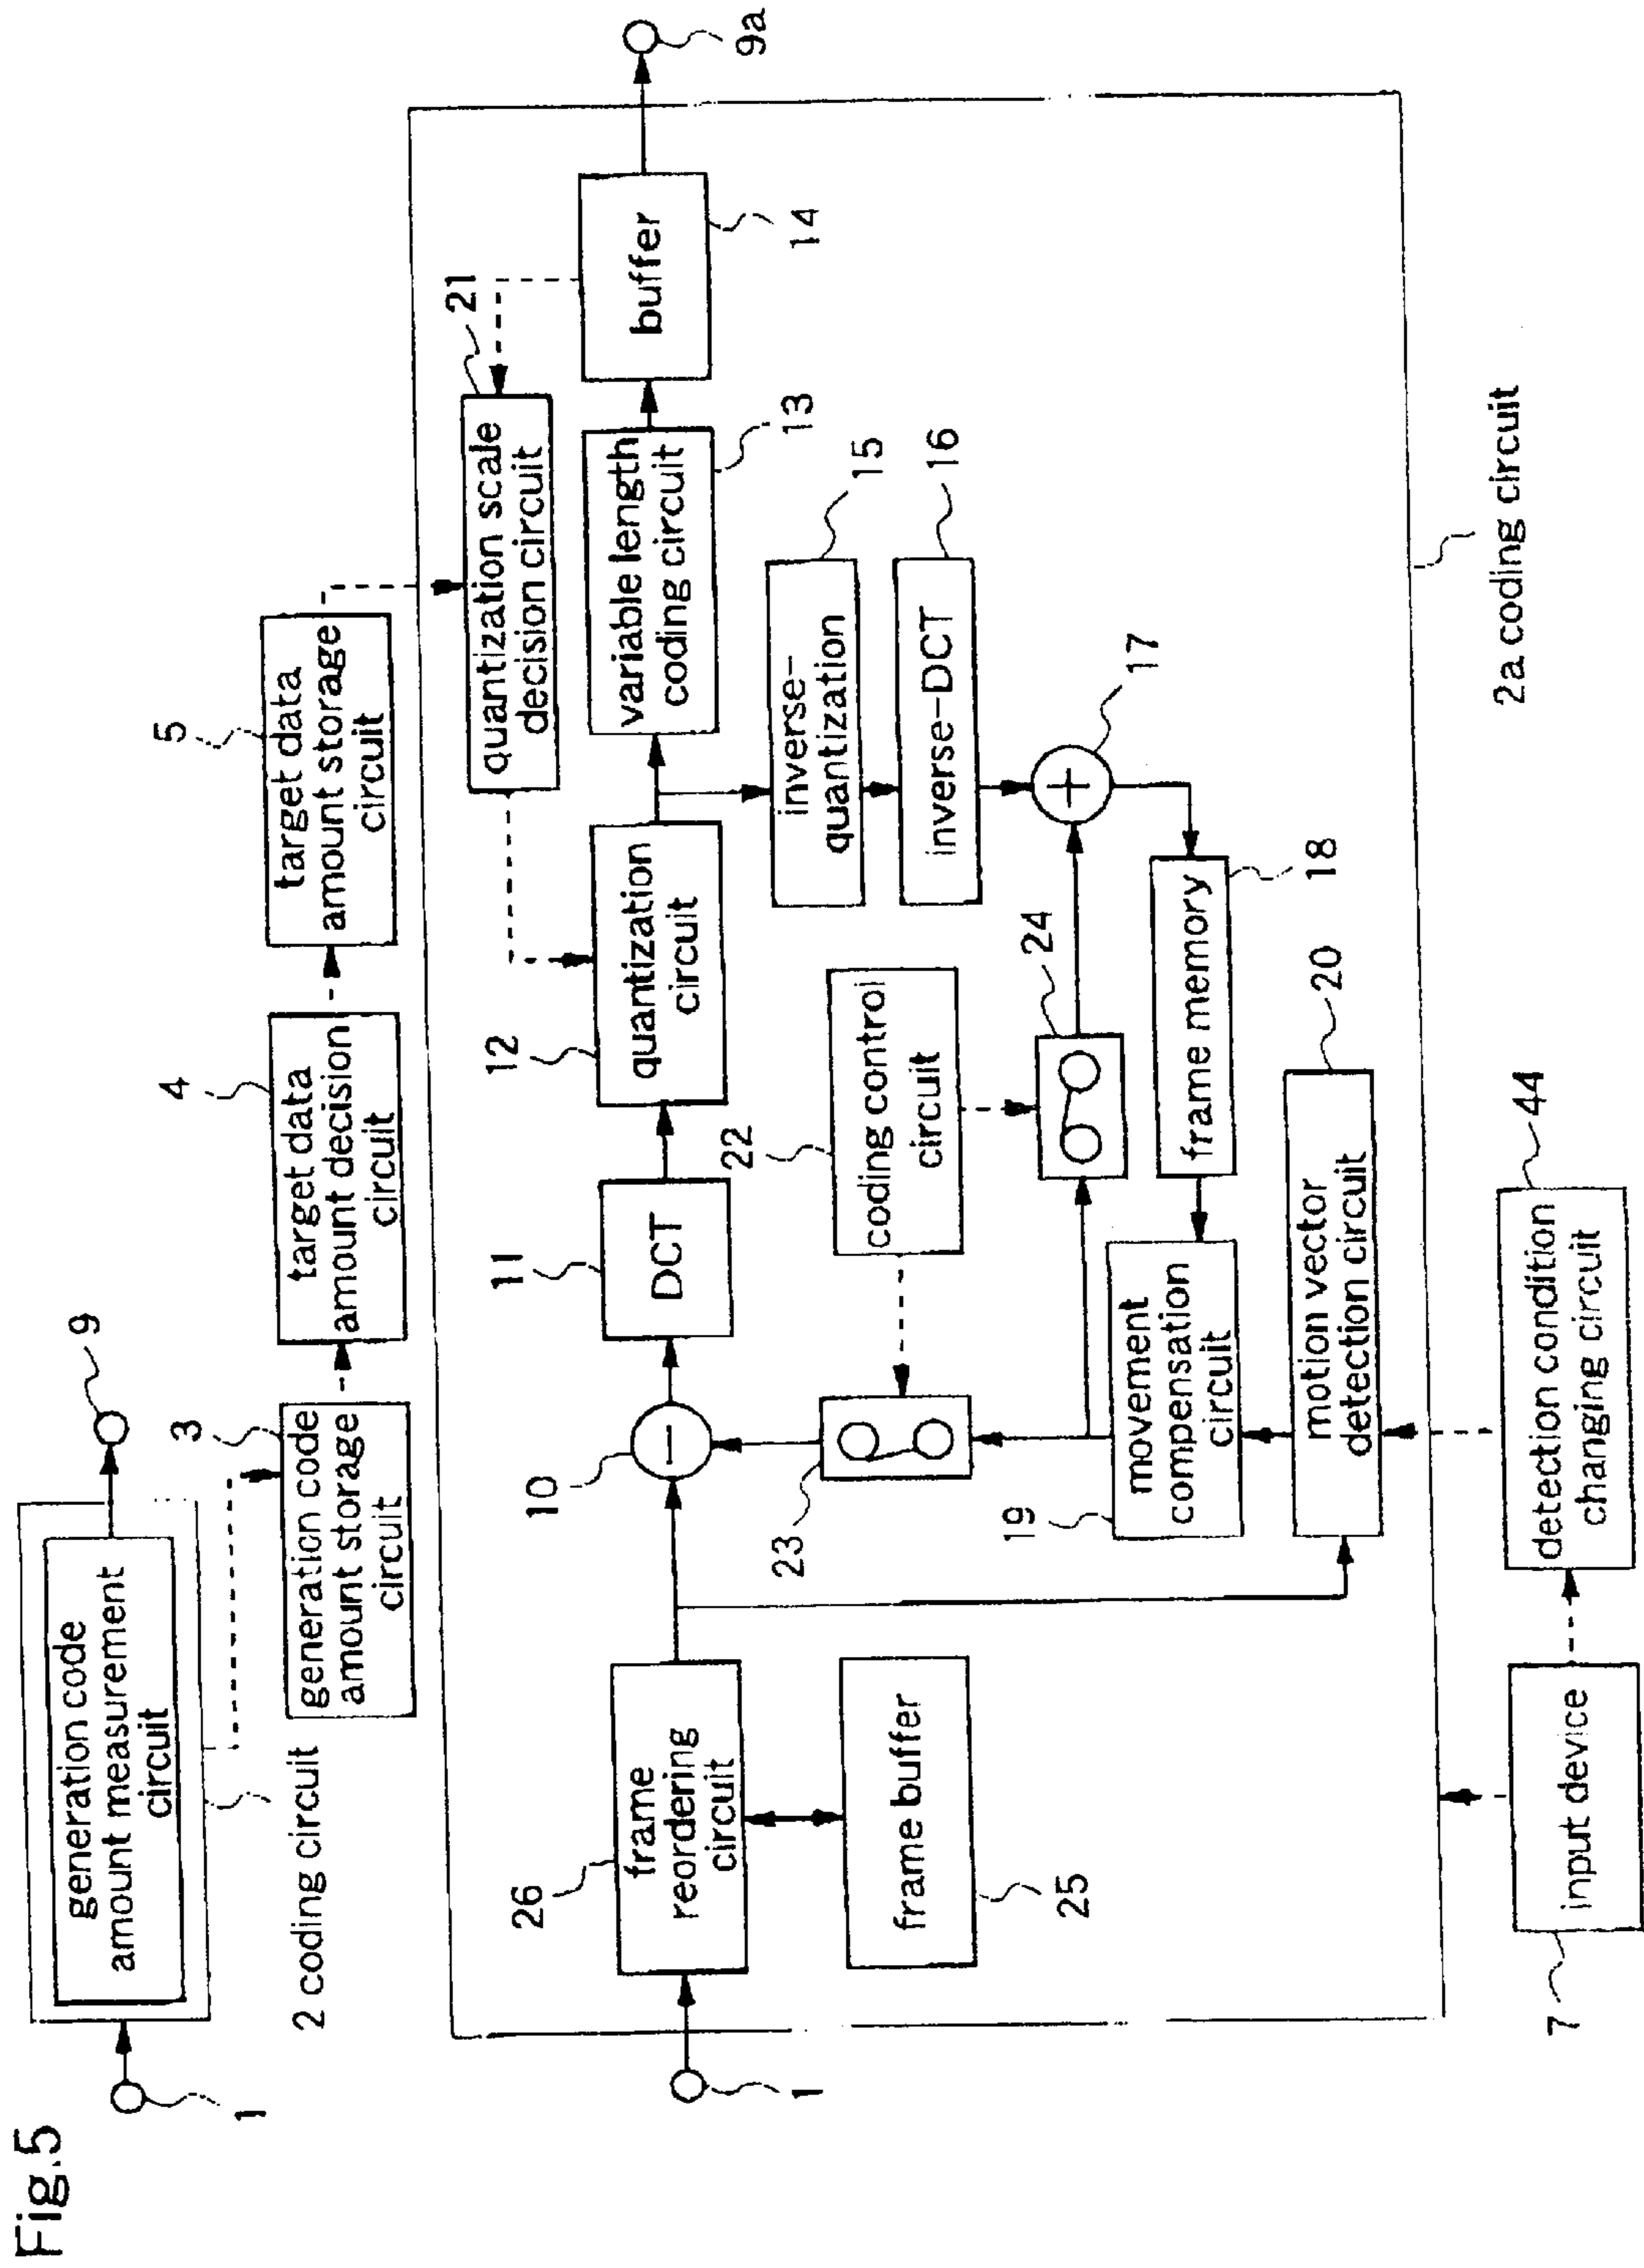 Fig.5
1
generation code
amount measurement
circuit
9
2 coding circuit
3
generation code
amount storage
circuit
4
target data
amount decision
circuit
5
target data
amount storage
circuit
1
26
frame
reordering
circuit
frame buffer
25
10
11
DCT
12
quantization
circuit
quantization scale
decision circuit
21
variable length
coding circuit
13
buffer
14
9a
inverse-
quantization
15
inverse-DCT
16
17
22
coding control
circuit
23
24
frame memory
18
19
movement
compensation
circuit
motion vector
detection circuit
20
2a coding circuit
7
input device
detection condition
changing circuit
44